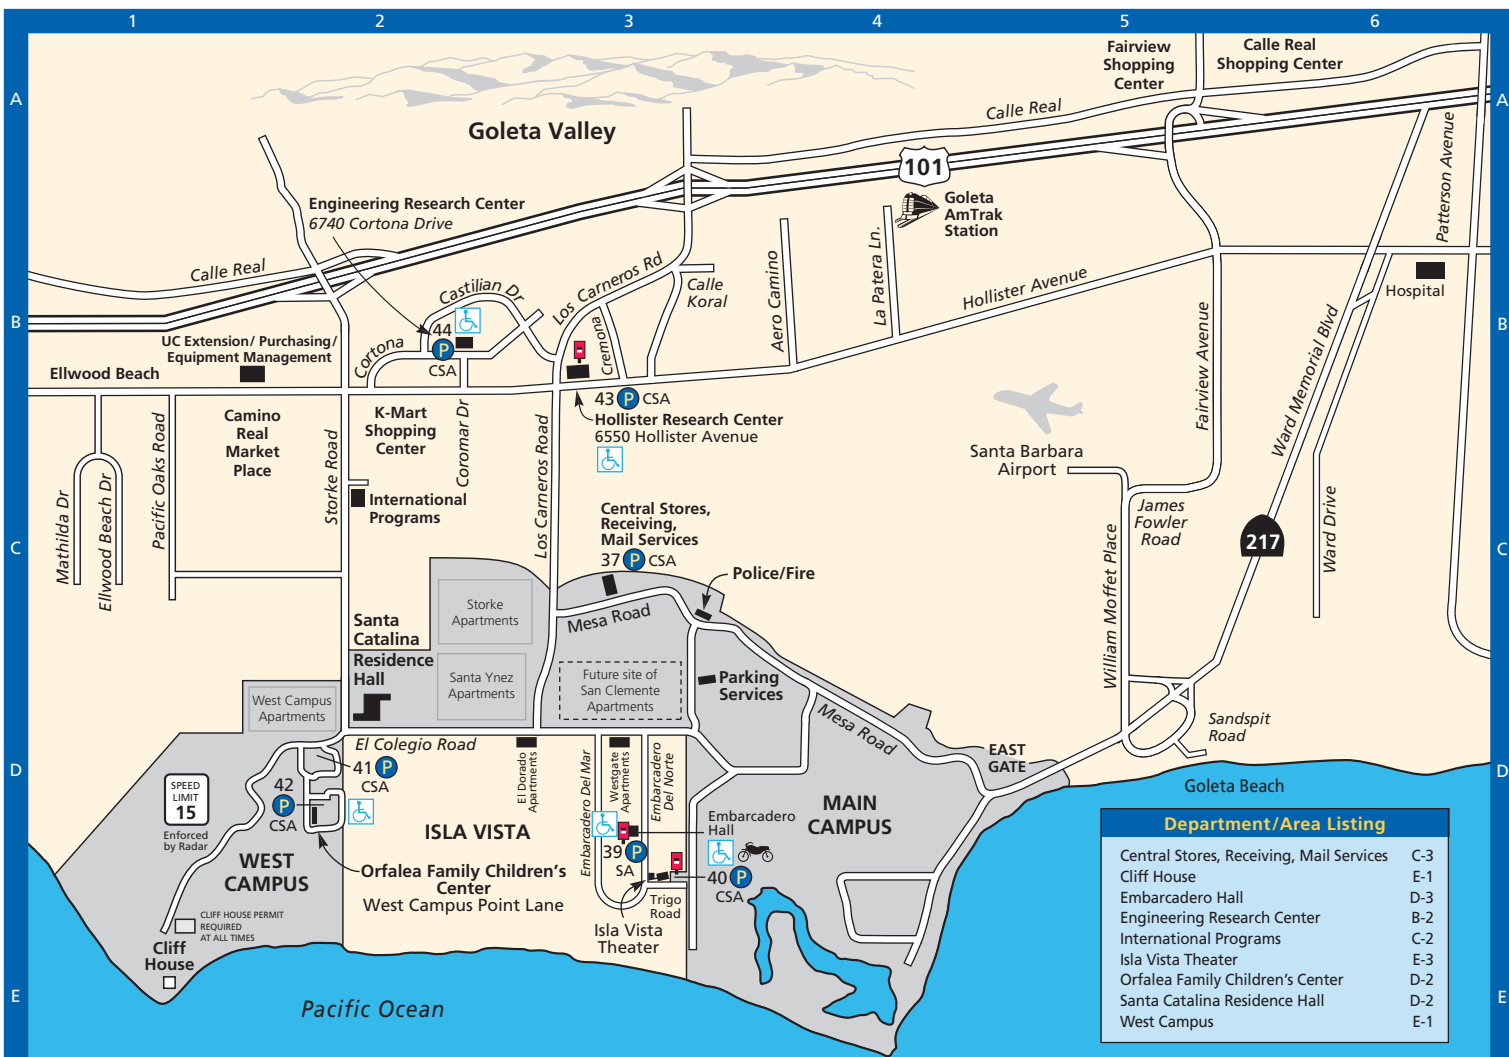 1 2 3 4 5 6
A
B
C
D
E
A
B
C
D
E
Goleta Valley
Fairview
Shopping
Center
Calle Real
Shopping Center
Calle Real
101
Goleta
AmTrak
Station
Patterson Avenue
Engineering Research Center
6740 Cortona Drive
Calle Real
Castilian Dr
Los Carneros Rd
Calle
Koral
Aero Camino
La Patera Ln.
Hollister Avenue
Hospital
Fairview Avenue
Ward Memorial Blvd
44
P
CSA
Cortona
Cremona
UC Extension/ Purchasing/
Equipment Management
Ellwood Beach
43 P CSA
Hollister Research Center
6550 Hollister Avenue
Camino
Real
Market
Place
K-Mart
Shopping
Center
Coromar Dr
Storke Road
Pacific Oaks Road
Mathilda Dr
Ellwood Beach Dr
Los Carneros Road
International
Programs
Santa Barbara
Airport
James
Fowler
Road
William Moffet Place
217
Ward Drive
Central Stores,
Receiving,
Mail Services
37 P CSA
Police/Fire
Mesa Road
Storke
Apartments
Santa
Catalina
Residence
Hall
Santa Ynez
Apartments
Future site of
San Clemente
Apartments
Parking
Services
West Campus
Apartments
Mesa Road
Sandspit
Road
EAST
GATE
El Colegio Road
41 P
CSA
42
P
CSA
SPEED
LIMIT
15
Enforced
by Radar
El Dorado
Apartments
Embarcadero Del Mar
Westgate
Apartments
Embarcadero
Del Norte
Embarcadero
Hall
MAIN
CAMPUS
Goleta Beach
ISLA VISTA
39 P
SA
40 P
CSA
WEST
CAMPUS
Orfalea Family Children's
Center
West Campus Point Lane
Trigo
Road
Isla Vista
Theater
CLIFF HOUSE PERMIT
REQUIRED
AT ALL TIMES
Cliff
House
Pacific Ocean
Department/Area Listing
Central Stores, Receiving, Mail Services C-3
Cliff House E-1
Embarcadero Hall D-3
Engineering Research Center B-2
International Programs C-2
Isla Vista Theater E-3
Orfalea Family Children's Center D-2
Santa Catalina Residence Hall D-2
West Campus E-1